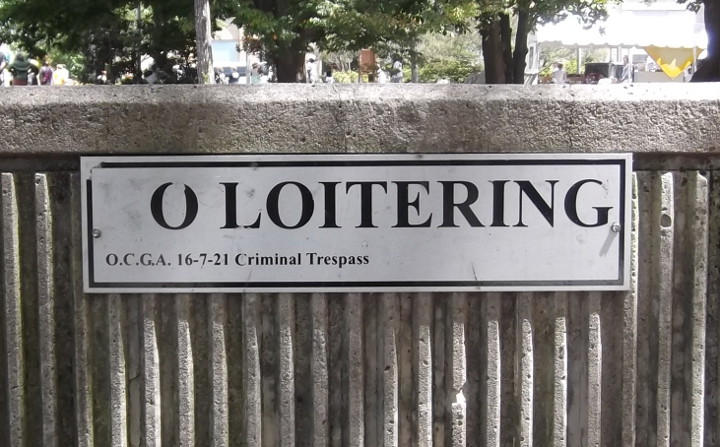 O LOITERING
O.C.G.A. 16-7-21 Criminal Trespass